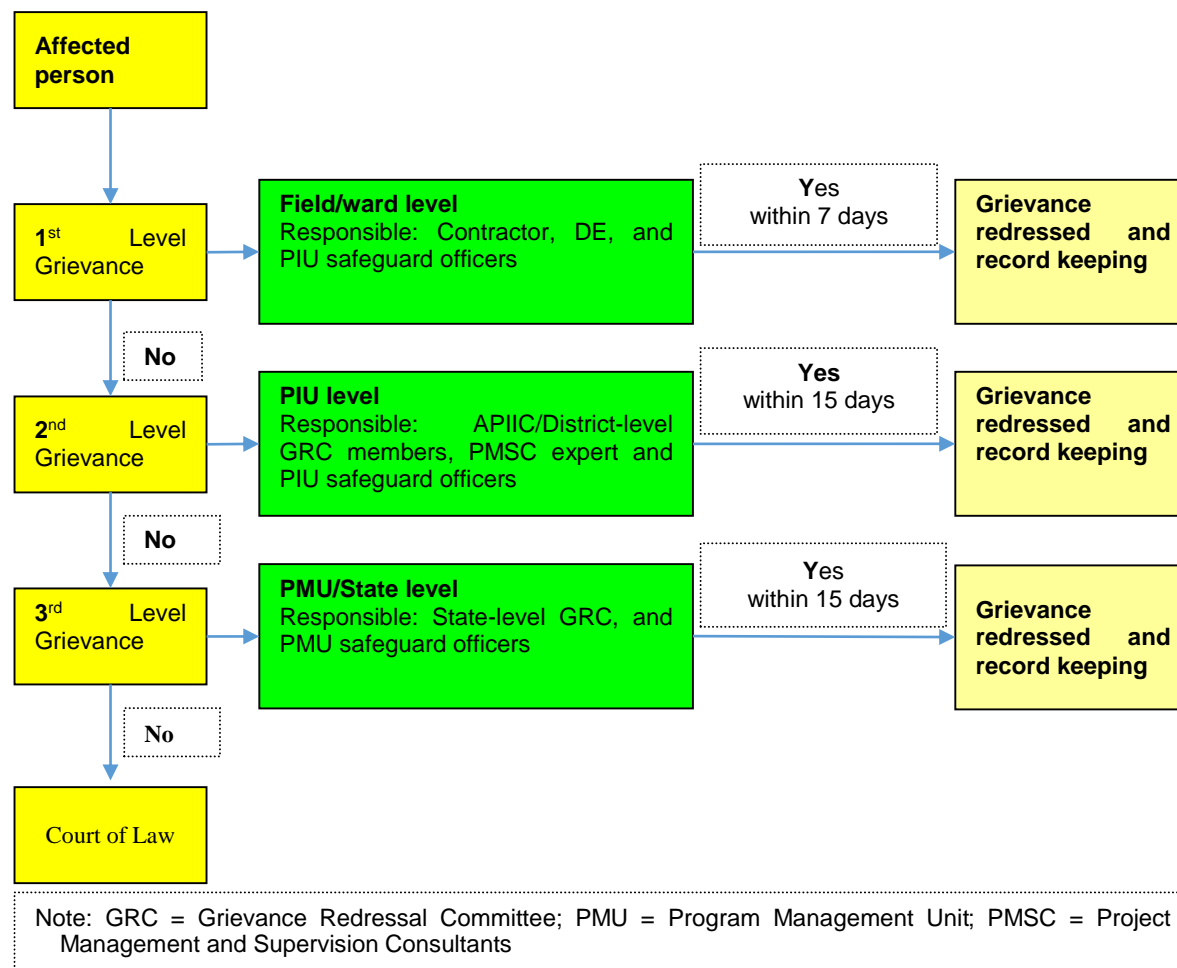 Affected
person
1st Level
Grievance
Field/ward level
Responsible: Contractor, DE, and
PIU safeguard officers
Yes
within 7 days
Grievance
redressed and
record keeping
No
2nd Level
Grievance
PIU level
Responsible: APIIC/District-level
GRC members, PMSC expert and
PIU safeguard officers
Yes
within 15 days
Grievance
redressed and
record keeping
No
3rd Level
Grievance
PMU/State level
Responsible: State-level GRC, and
PMU safeguard officers
Yes
within 15 days
Grievance
redressed and
record keeping
No
Court of Law
Note: GRC = Grievance Redressal Committee; PMU = Program Management Unit; PMSC = Project
Management and Supervision Consultants